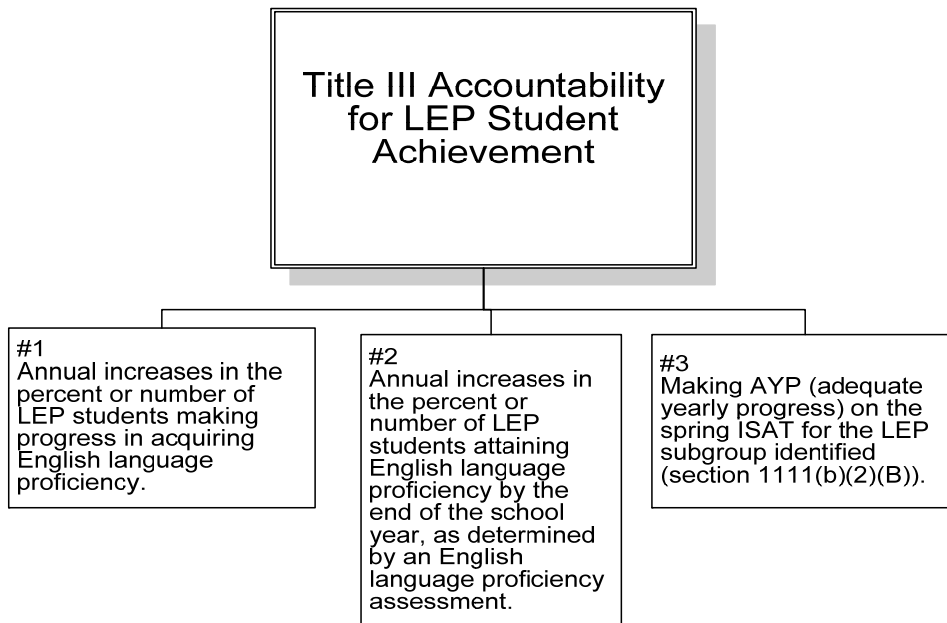 Title III Accountability
for LEP Student
Achievement
#1
Annual increases in the
percent or number of
LEP students making
progress in acquiring
English language
proficiency.
#2
Annual increases in
the percent or
number of LEP
students attaining
English language
proficiency by the
end of the school
year, as determined
by an English
language proficiency
assessment.
#3
Making AYP (adequate
yearly progress) on the
spring ISAT for the LEP
subgroup identified
(section 1111(b)(2)(B)).